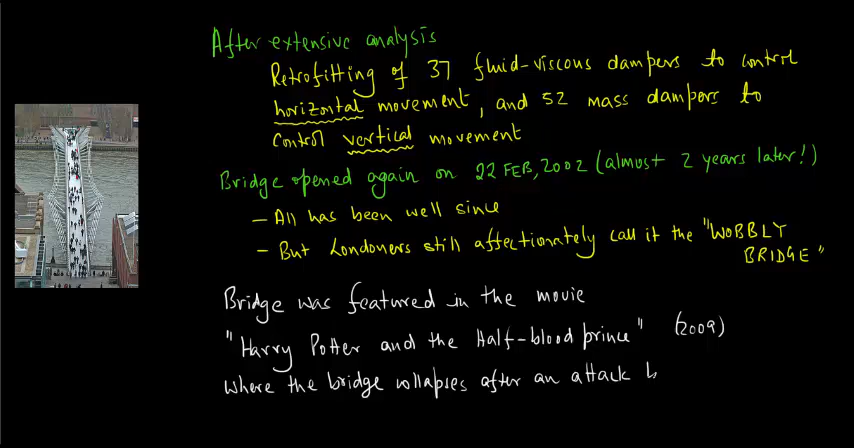 After extensive analysis
Retrofitting of 37 fluid-viscous dampers to control
horizontal movement, and 52 mass dampers to
control vertical movement
Bridge opened again on 22 FEB, 2002 (almost 2 years later!)
- All has been well since
- But Londoners still affectionately call it the "WOBBLY
BRIDGE"
Bridge was featured in the movie
"Harry Potter and the Half-blood prince" (2009)
where the bridge collapses after an attack b